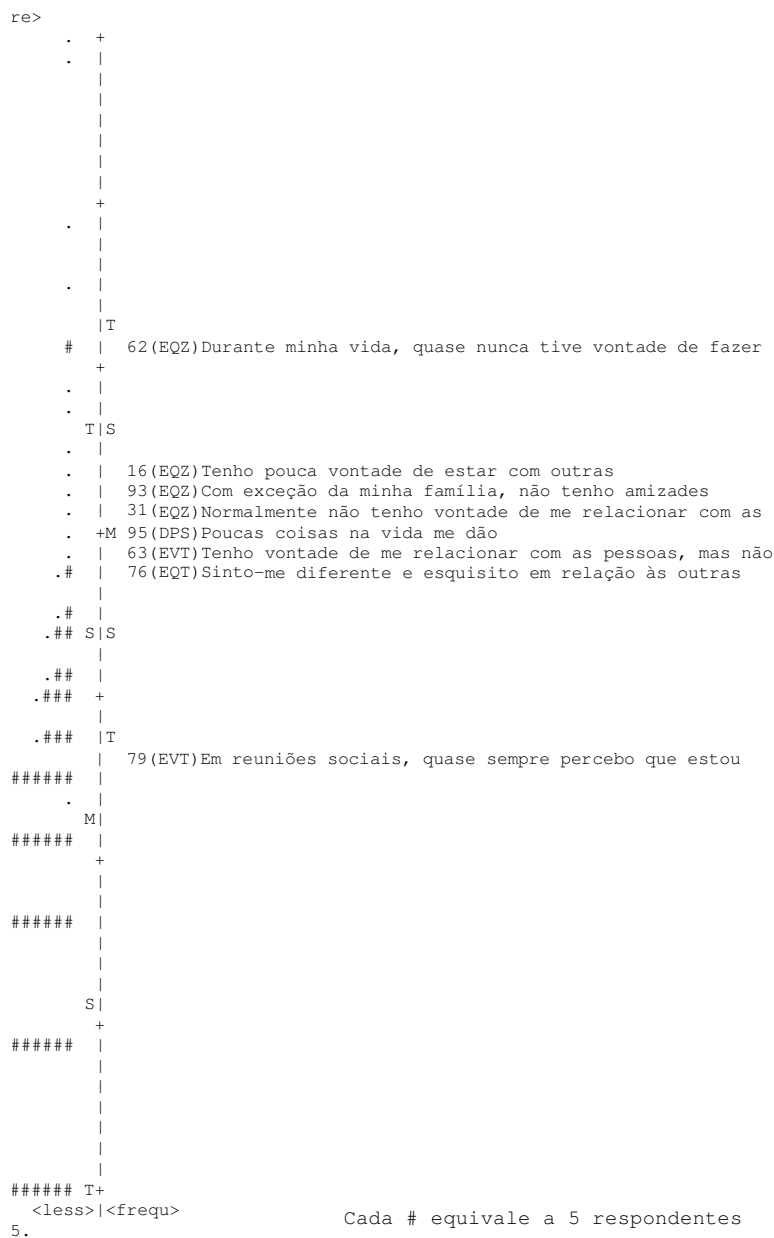 re>
. +
. |
|
|
|
|
|
|
+
. |
|
|
. |
|
|T
# | 62(EQZ)Durante minha vida, quase nunca tive vontade de fazer
+
. |
. |
T|S
. |
. | 16(EQZ)Tenho pouca vontade de estar com outras
. | 93(EQZ)Com exceção da minha família, não tenho amizades
. | 31(EQZ)Normalmente não tenho vontade de me relacionar com as
. +M 95(DPS)Poucas coisas na vida me dão
. | 63(EVT)Tenho vontade de me relacionar com as pessoas, mas não
.# | 76(EQT)Sinto-me diferente e esquisito em relação às outras
|
.# |
.## S|S
|
.## |
.### +
|
.### |T
| 79(EVT)Em reuniões sociais, quase sempre percebo que estou
###### |
. |
M|
###### |
+
|
|
###### |
|
|
|
S|
+
###### |
|
|
|
|
|
|
###### T+
<less>|<frequ>
Cada # equivale a 5 respondentes
5.